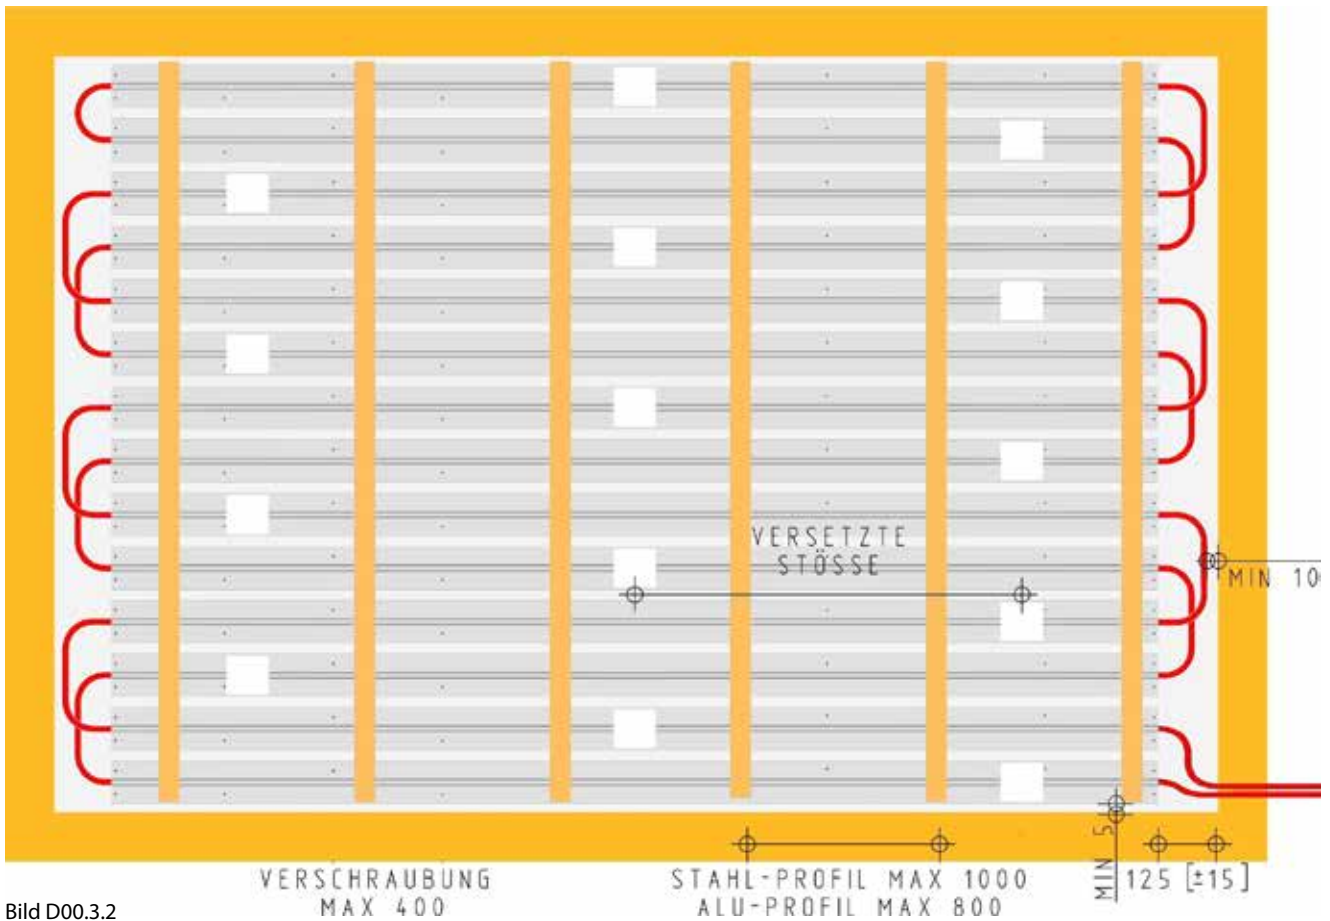 VERSETZTE
STÖSSE
MIN 10
MIN 5
125 [±15]
VERSCHRAUBUNG
MAX 400
STAHL-PROFIL MAX 1000
ALU-PROFIL MAX 800
Bild D00.3.2